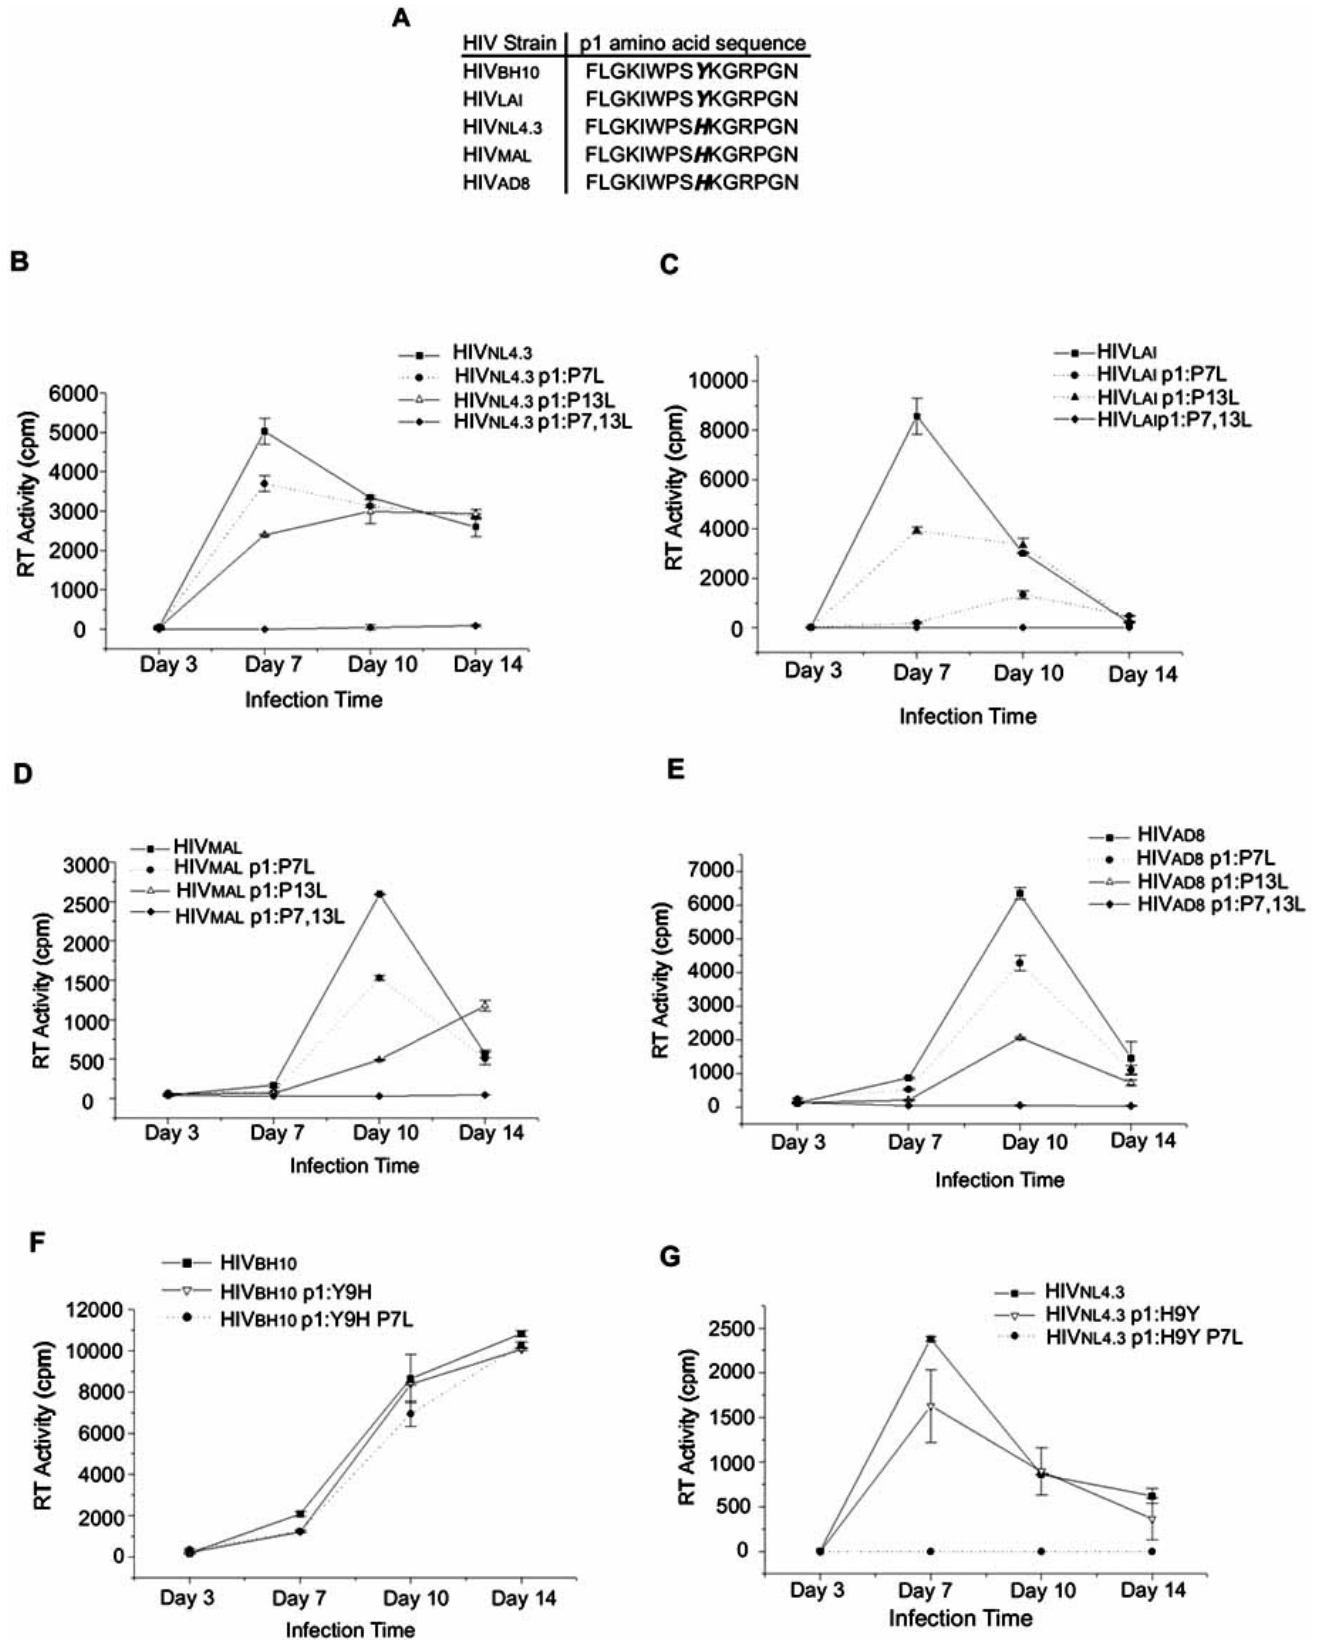 A
HIV Strain p1 amino acid sequence
HIVBH10 FLGKIWPSYKGRPGN
HIVLAI FLGKIWPSYKGRPGN
HIVNL4.3 FLGKIWPSHKGRPGN
HIVMAL FLGKIWPSHKGRPGN
HIVAD8 FLGKIWPSHKGRPGN
B
HIVNL4.3
HIVNL4.3 p1:P7L
HIVNL4.3 p1:P13L
HIVNL4.3 p1:P7,13L
RT Activity (cpm)
6000
5000
4000
3000
2000
1000
0
Day 3 Day 7 Day 10 Day 14
Infection Time
C
HIVLAI
HIVLAI p1:P7L
HIVLAI p1:P13L
HIVLAIp1:P7,13L
RT Activity (cpm)
10000
8000
6000
4000
2000
0
Day 3 Day 7 Day 10 Day 14
Infection Time
D
HIVMAL
HIVMAL p1:P7L
HIVMAL p1:P13L
HIVMAL p1:P7,13L
RT Activity (cpm)
3000
2500
2000
1500
1000
500
0
Day 3 Day 7 Day 10 Day 14
Infection Time
E
HIVAD8
HIVAD8 p1:P7L
HIVAD8 p1:P13L
HIVAD8 p1:P7,13L
RT Activity (cpm)
7000
6000
5000
4000
3000
2000
1000
0
Day 3 Day 7 Day 10 Day 14
Infection Time
F
HIVBH10
HIVBH10 p1:Y9H
HIVBH10 p1:Y9H P7L
RT Activity (cpm)
12000
10000
8000
6000
4000
2000
0
Day 3 Day 7 Day 10 Day 14
Infection Time
G
HIVNL4.3
HIVNL4.3 p1:H9Y
HIVNL4.3 p1:H9Y P7L
RT Activity (cpm)
2500
2000
1500
1000
500
0
Day 3 Day 7 Day 10 Day 14
Infection Time